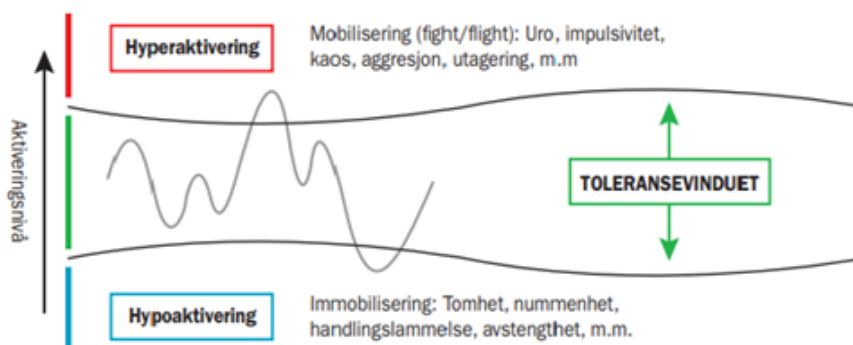 Hyperaktivering
Mobilisering (fight/flight): Uro, impulsivitet,
kaos, aggresjon, utagering, m.m
Aktiveringsnivå
TOLERANSEVINDUET
Hypoaktivering
Immobilisering: Tomhet, nummenhet,
handlingslammelse, avstengthet, m.m.